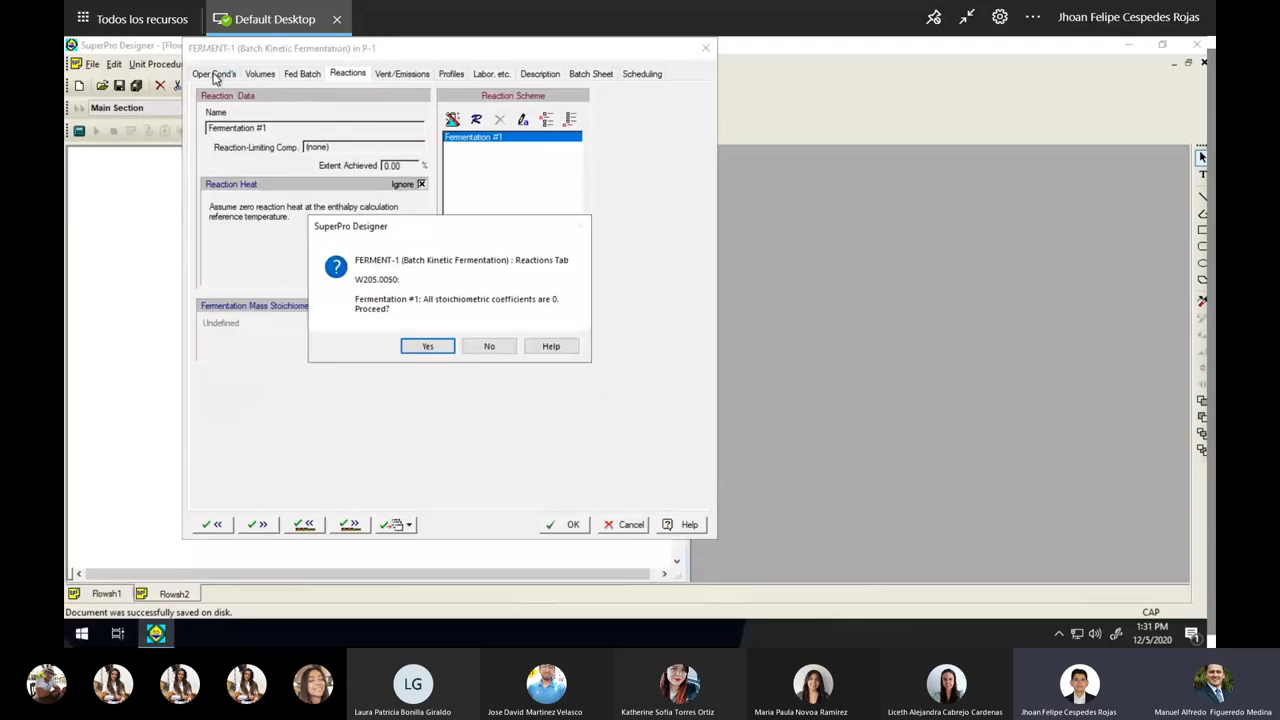 Todos los recursos
Default Desktop
Jhoan Felipe Cespedes Rojas
SuperPro Designer - [Flow
FERMENT-1 (Batch Kinetic Fermentation) in P-1
File Edit Unit Procedu
Oper.Cond's Volumes Fed Batch Reactions Vent/Emissions Profiles Labor, etc. Description Batch Sheet Scheduling
Main Section
Reaction Data
Reaction Scheme
Name
Fermentation #1
Fermentation #1
Reaction-Limiting Comp. (none)
Extent Achieved 0.00 %
Reaction Heat Ignore
Assume zero reaction heat at the enthalpy calculation
reference temperature.
SuperPro Designer
FERMENT-1 (Batch Kinetic Fermentation) : Reactions Tab
W205.0050:
Fermentation #1: All stoichiometric coefficients are 0.
Proceed?
Fermentation Mass Stoichiome
Undefined
Yes No Help
OK Cancel Help
Flowsh1 Flowsh2
Document was successfully saved on disk.
CAP
1:31 PM
12/5/2020
LG
Laura Patricia Bonilla Giraldo
Jose David Martinez Velasco
Katherine Sofia Torres Ortiz
Maria Paula Novoa Ramirez
Liceth Alejandra Cabrejo Cardenas
Jhoan Felipe Cespedes Rojas
Manuel Alfredo Figueredo Medina